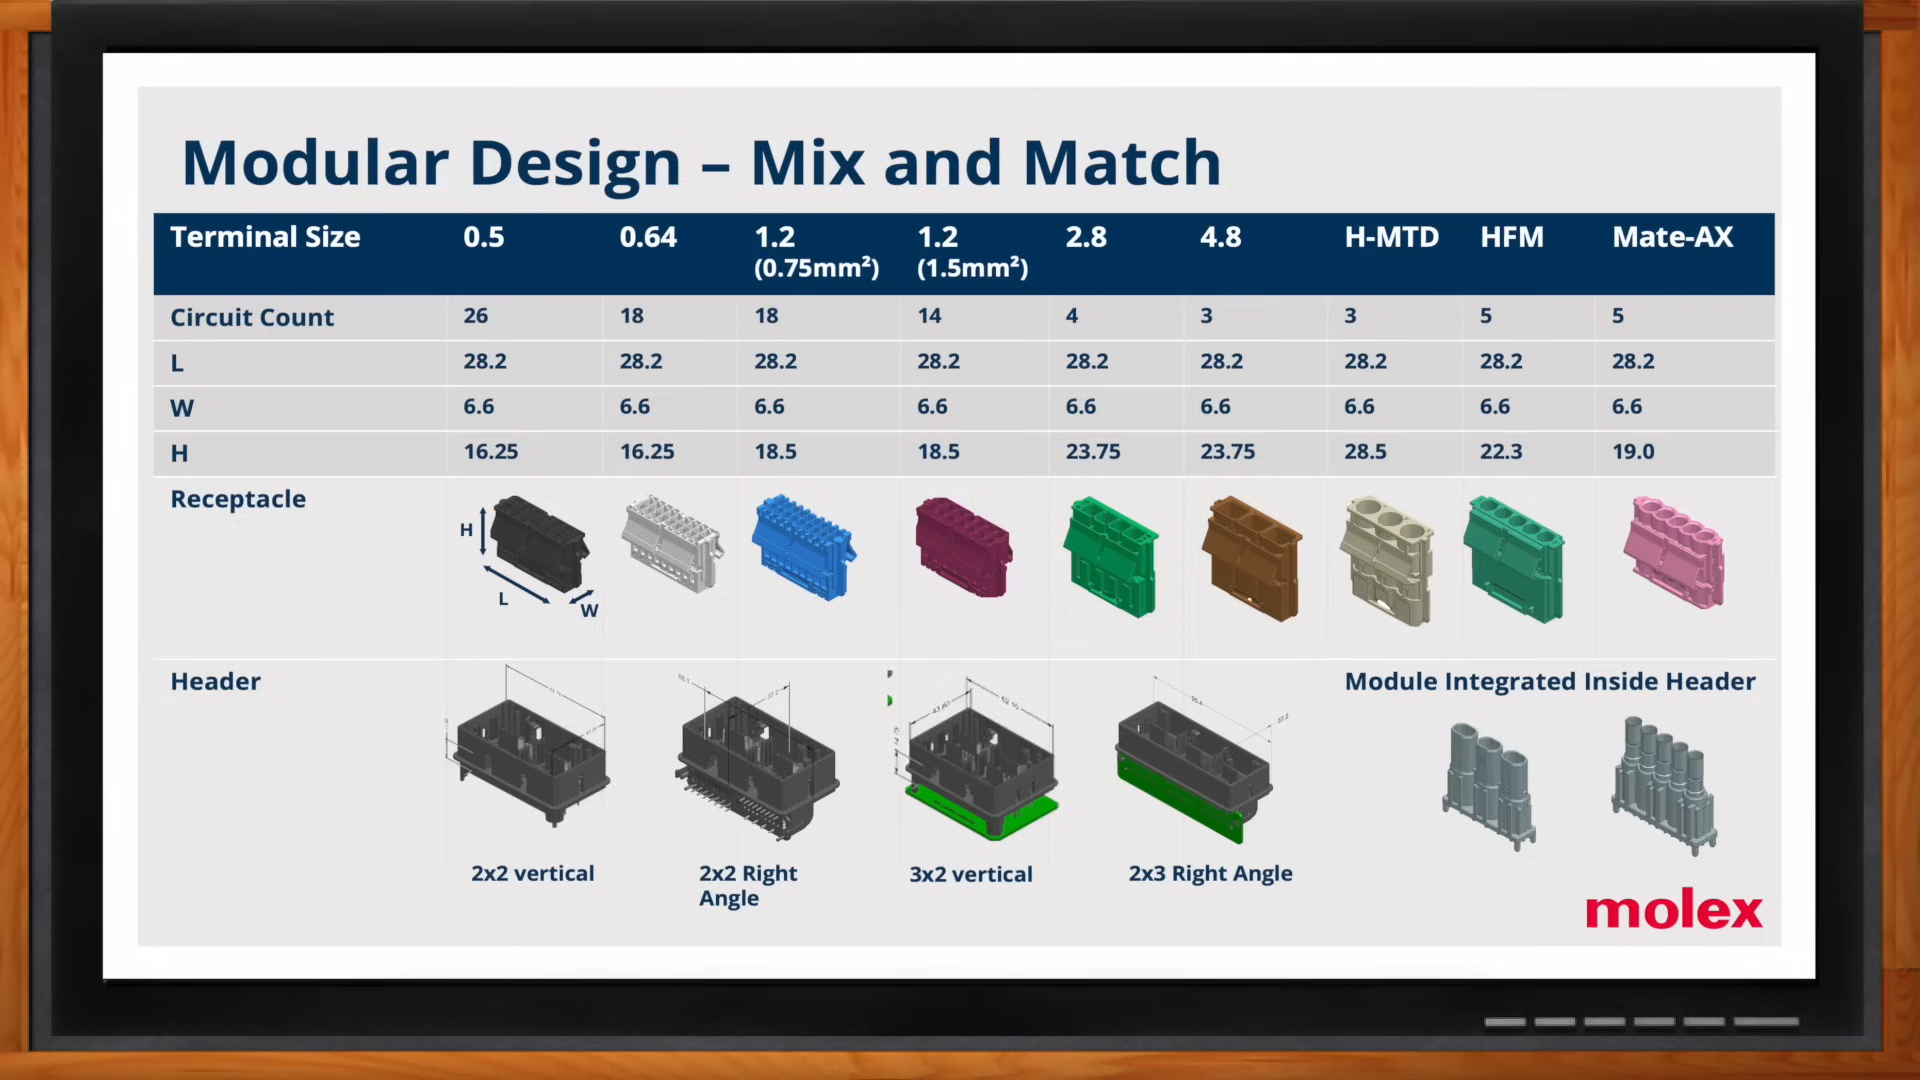 Modular Design – Mix and Match
Terminal Size 0.5 0.64 1.2 (0.75mm²) 1.2 (1.5mm²) 2.8 4.8 H-MTD HFM Mate-AX
Circuit Count 26 18 18 14 4 3 3 5 5
L 28.2 28.2 28.2 28.2 28.2 28.2 28.2 28.2 28.2
W 6.6 6.6 6.6 6.6 6.6 6.6 6.6 6.6 6.6
H 16.25 16.25 18.5 18.5 23.75 23.75 28.5 22.3 19.0
Receptacle
H
L
W
Header
Module Integrated Inside Header
2x2 vertical
2x2 Right
Angle
3x2 vertical
2x3 Right Angle
molex